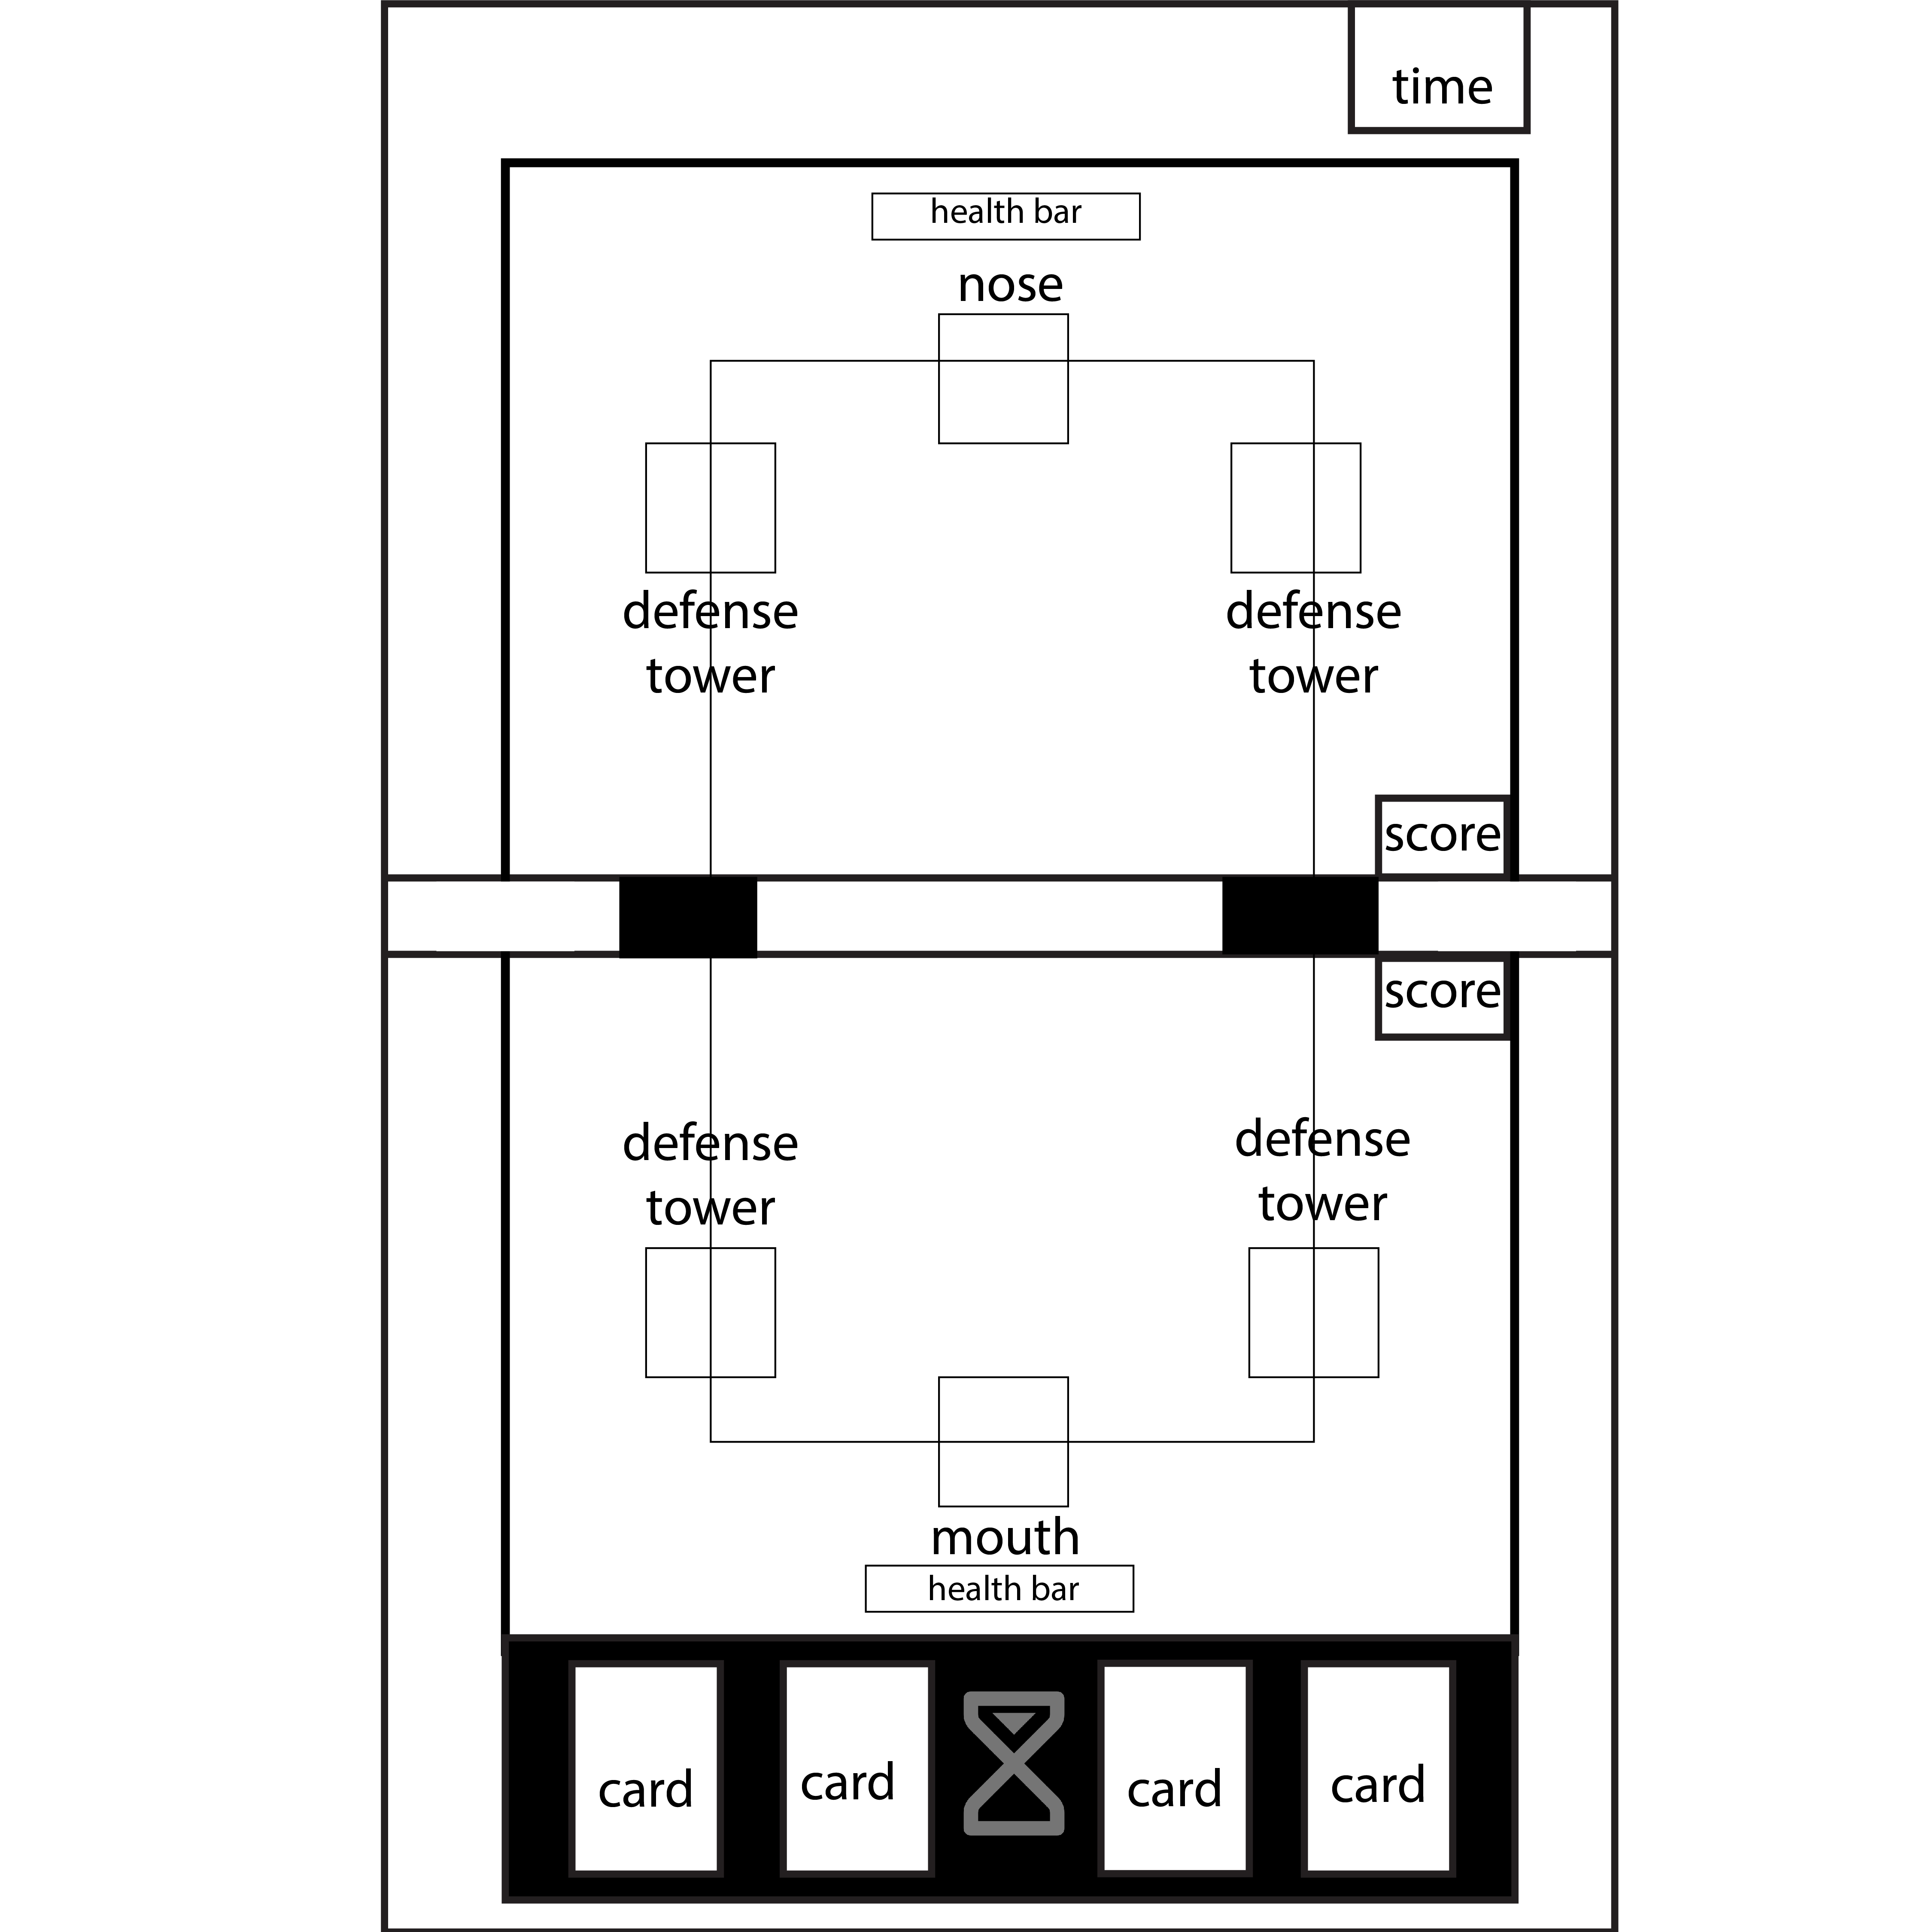 time
health bar
nose
defense
tower
defense
tower
score
score
defense
tower
defense
tower
mouth
health bar
card
card
card
card